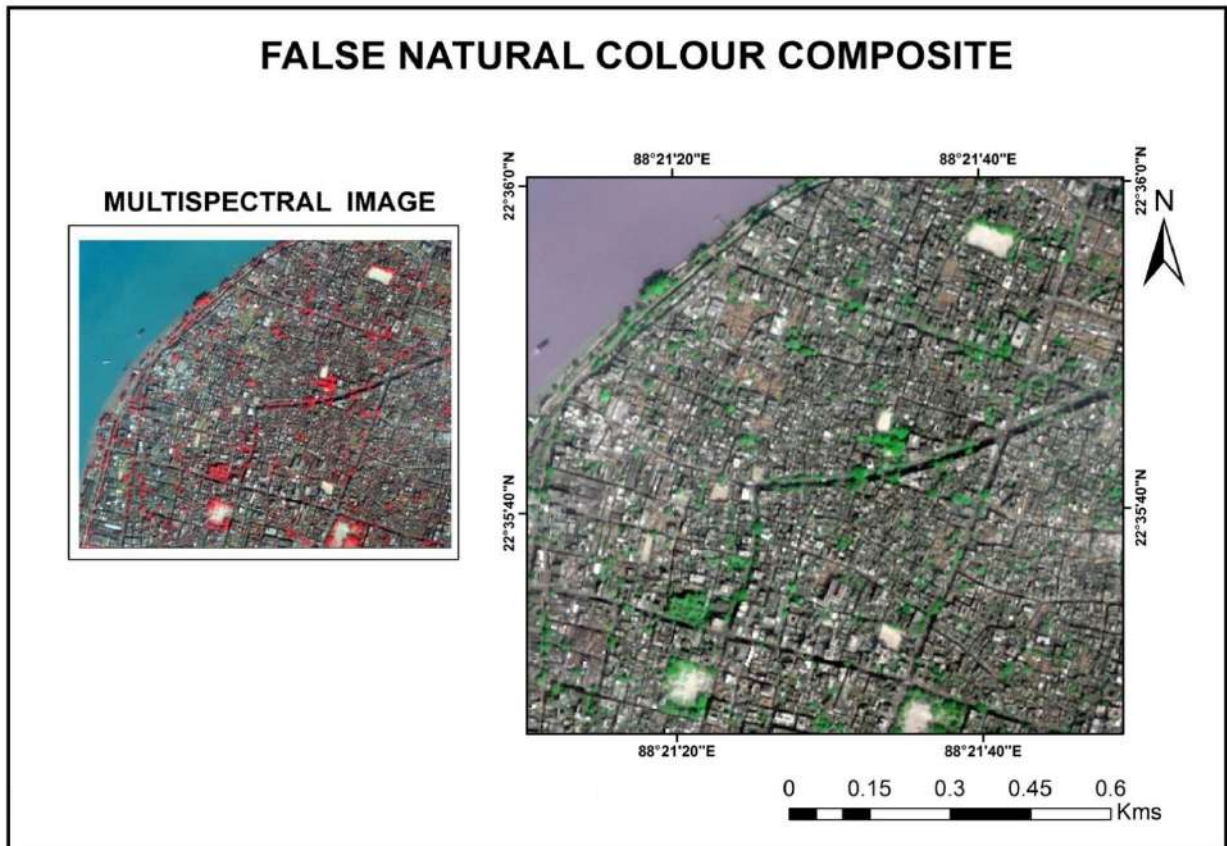 FALSE NATURAL COLOUR COMPOSITE
MULTISPECTRAL IMAGE
88°21'20"E 88°21'40"E
22°36'0"N 22°36'0"N
N
22°35'40"N 22°35'40"N
88°21'20"E 88°21'40"E
0 0.15 0.3 0.45 0.6
Kms